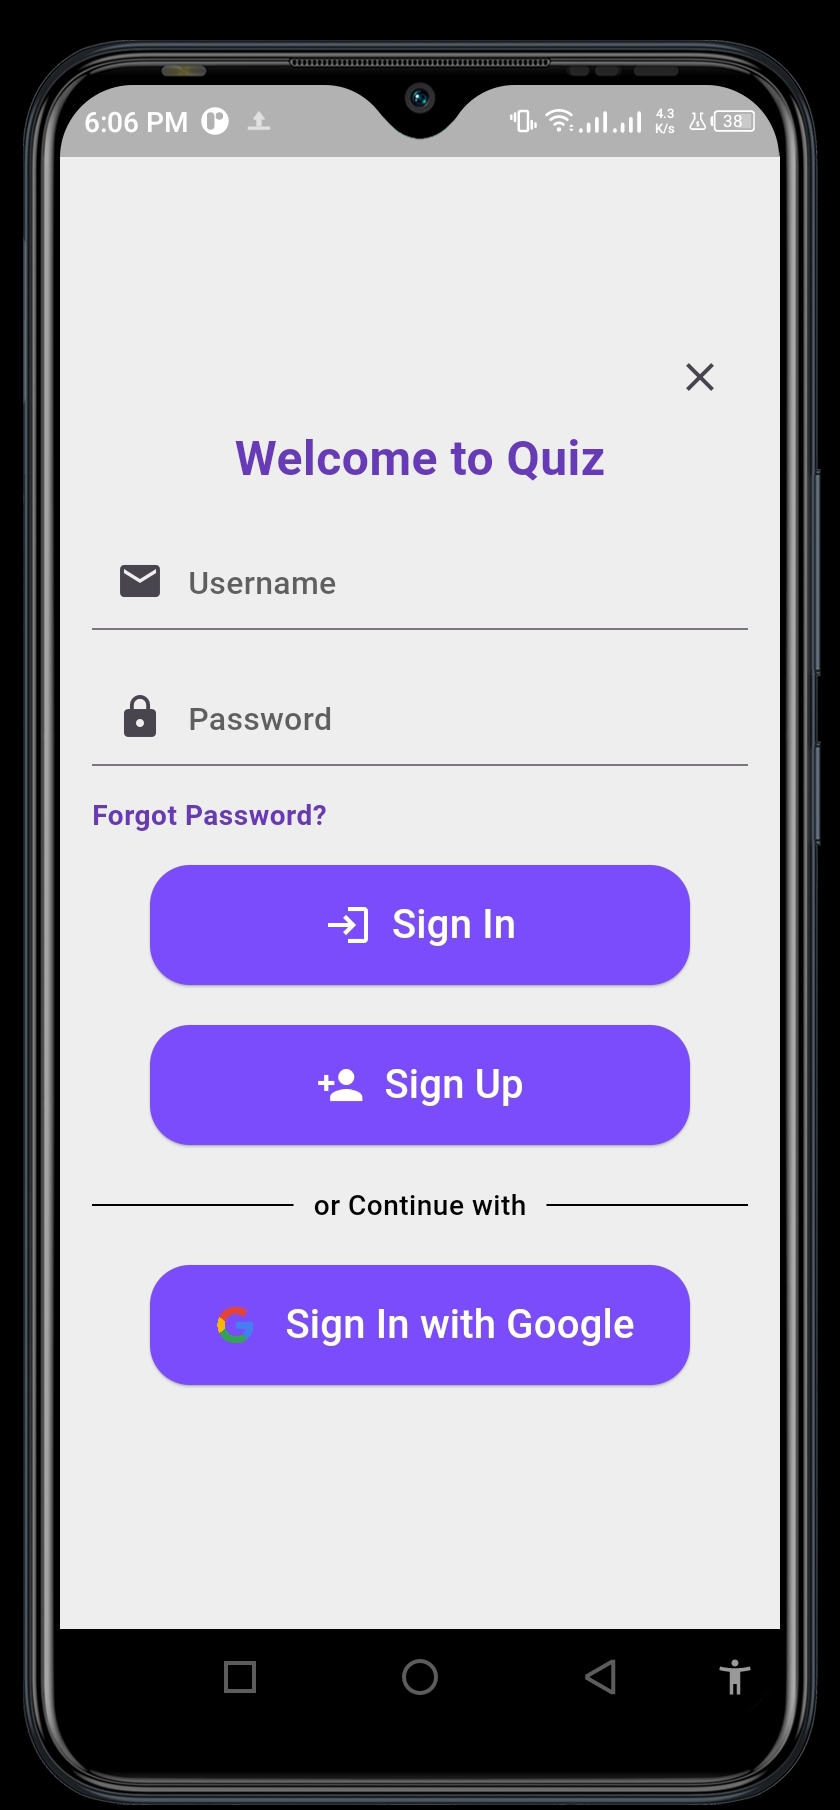 6:06 PM 4.3 K/s 38
Welcome to Quiz
Username
Password
Forgot Password?
Sign In
Sign Up
or Continue with
Sign In with Google